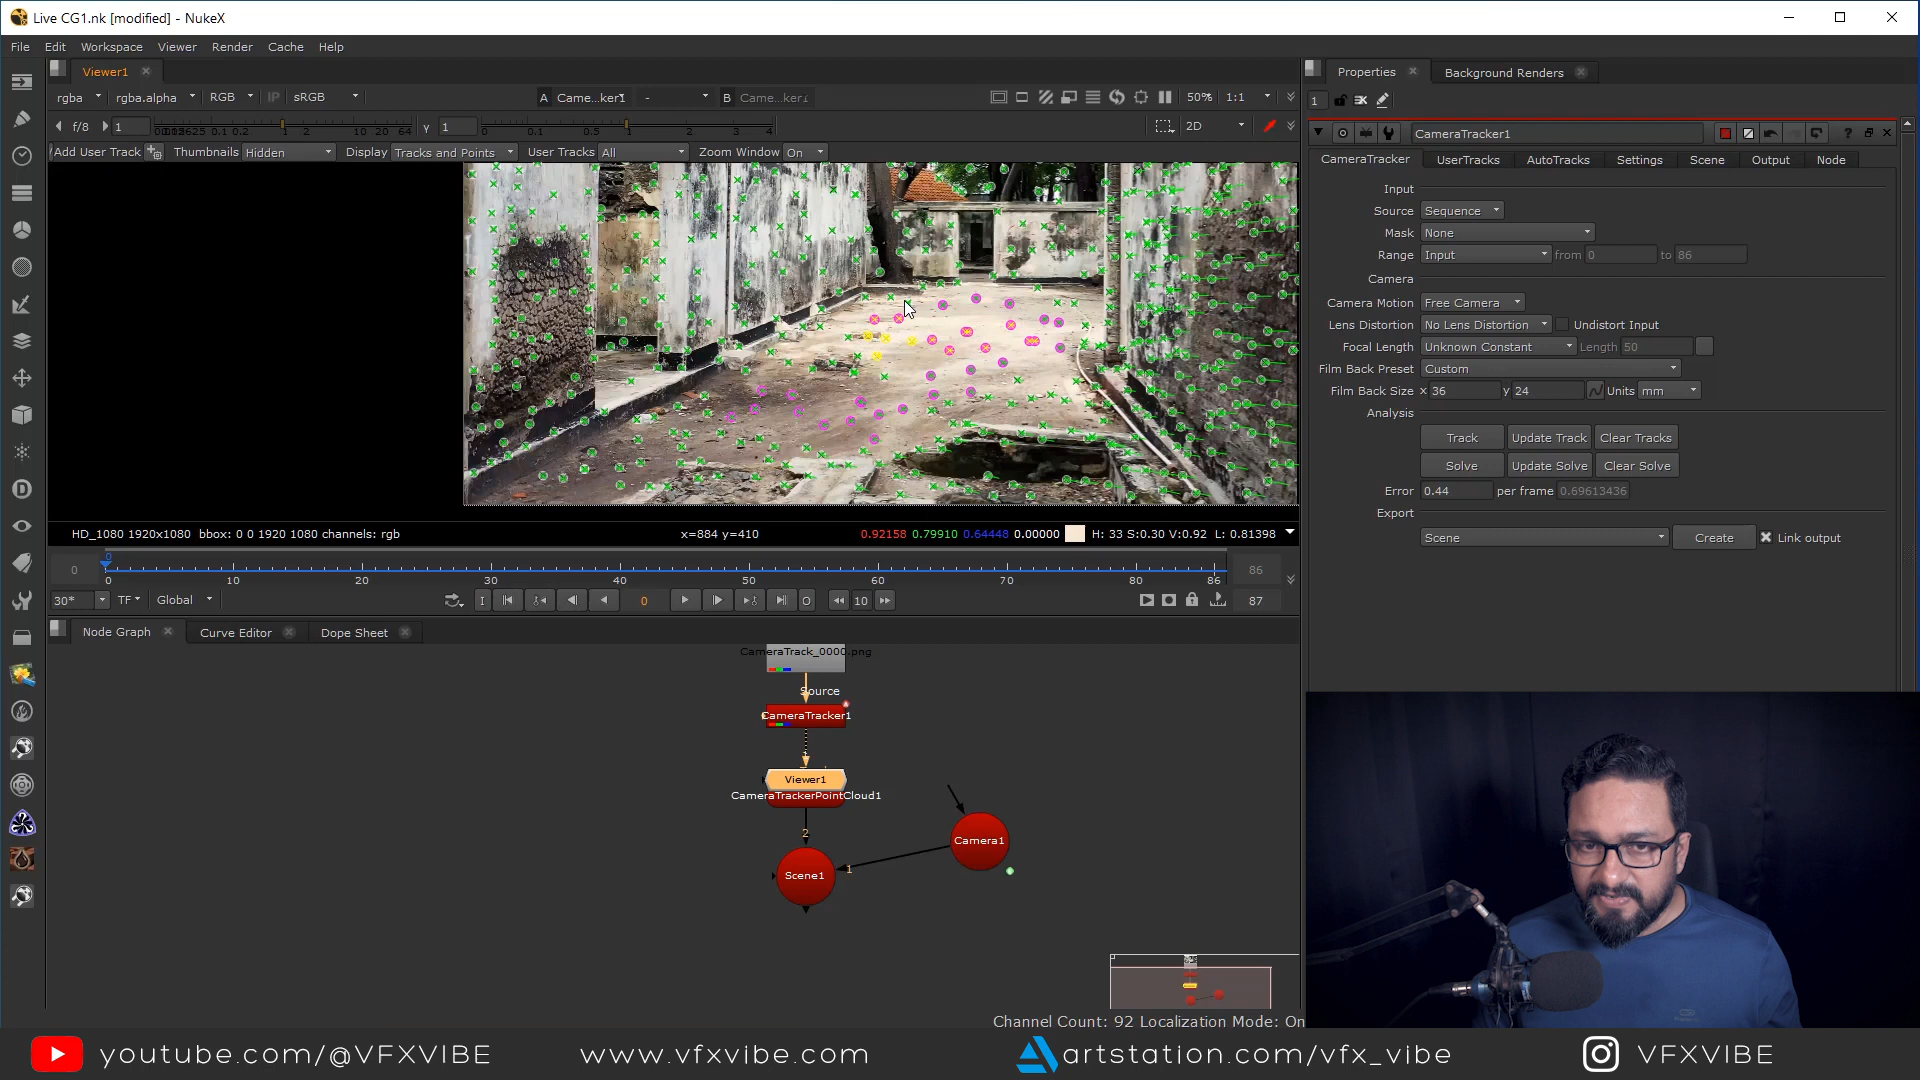 Live CG1.nk [modified] - NukeX
File Edit Workspace Viewer Render Cache Help
Viewer1
Properties
Background Renders
rgba rgba.alpha RGB IP sRGB A Came...ker1 - B 50% 1:1
f/8 1 y 1 2D
1
Add User Track Thumbnails Hidden Display Tracks and Points User Tracks All Zoom Window On
CameraTracker1
CameraTracker UserTracks AutoTracks Settings Scene Output Node
Input
Source Sequence
Mask None
Range Input from 0 to 86
Camera
Camera Motion Free Camera
Lens Distortion No Lens Distortion Undistort Input
Focal Length Unknown Constant Length 50
Film Back Preset Custom
Film Back Size x 36 y 24 Units mm
Analysis
Track Update Track Clear Tracks
Solve Update Solve Clear Solve
Error 0.44 per frame 0.69613436
Export
Scene Create Link output
HD_1080 1920x1080 bbox: 0 0 1920 1080 channels: rgb x=884 y=410 0.92158 0.79910 0.64448 0.00000 H: 33 S:0.30 V:0.92 L: 0.81398
0
0 0 10 20 30 40 50 60 70 80 86
86
30* TF Global I 0 O 10 87
Node Graph Curve Editor Dope Sheet
CameraTrack_0000.png
Source
CameraTracker1
Viewer1
CameraTrackerPointCloud1
2
Camera1
1
Scene1
Channel Count: 92 Localization Mode: On
youtube.com/@VFXVIBE www.vfxvibe.com artstation.com/vfx_vibe VFXVIBE